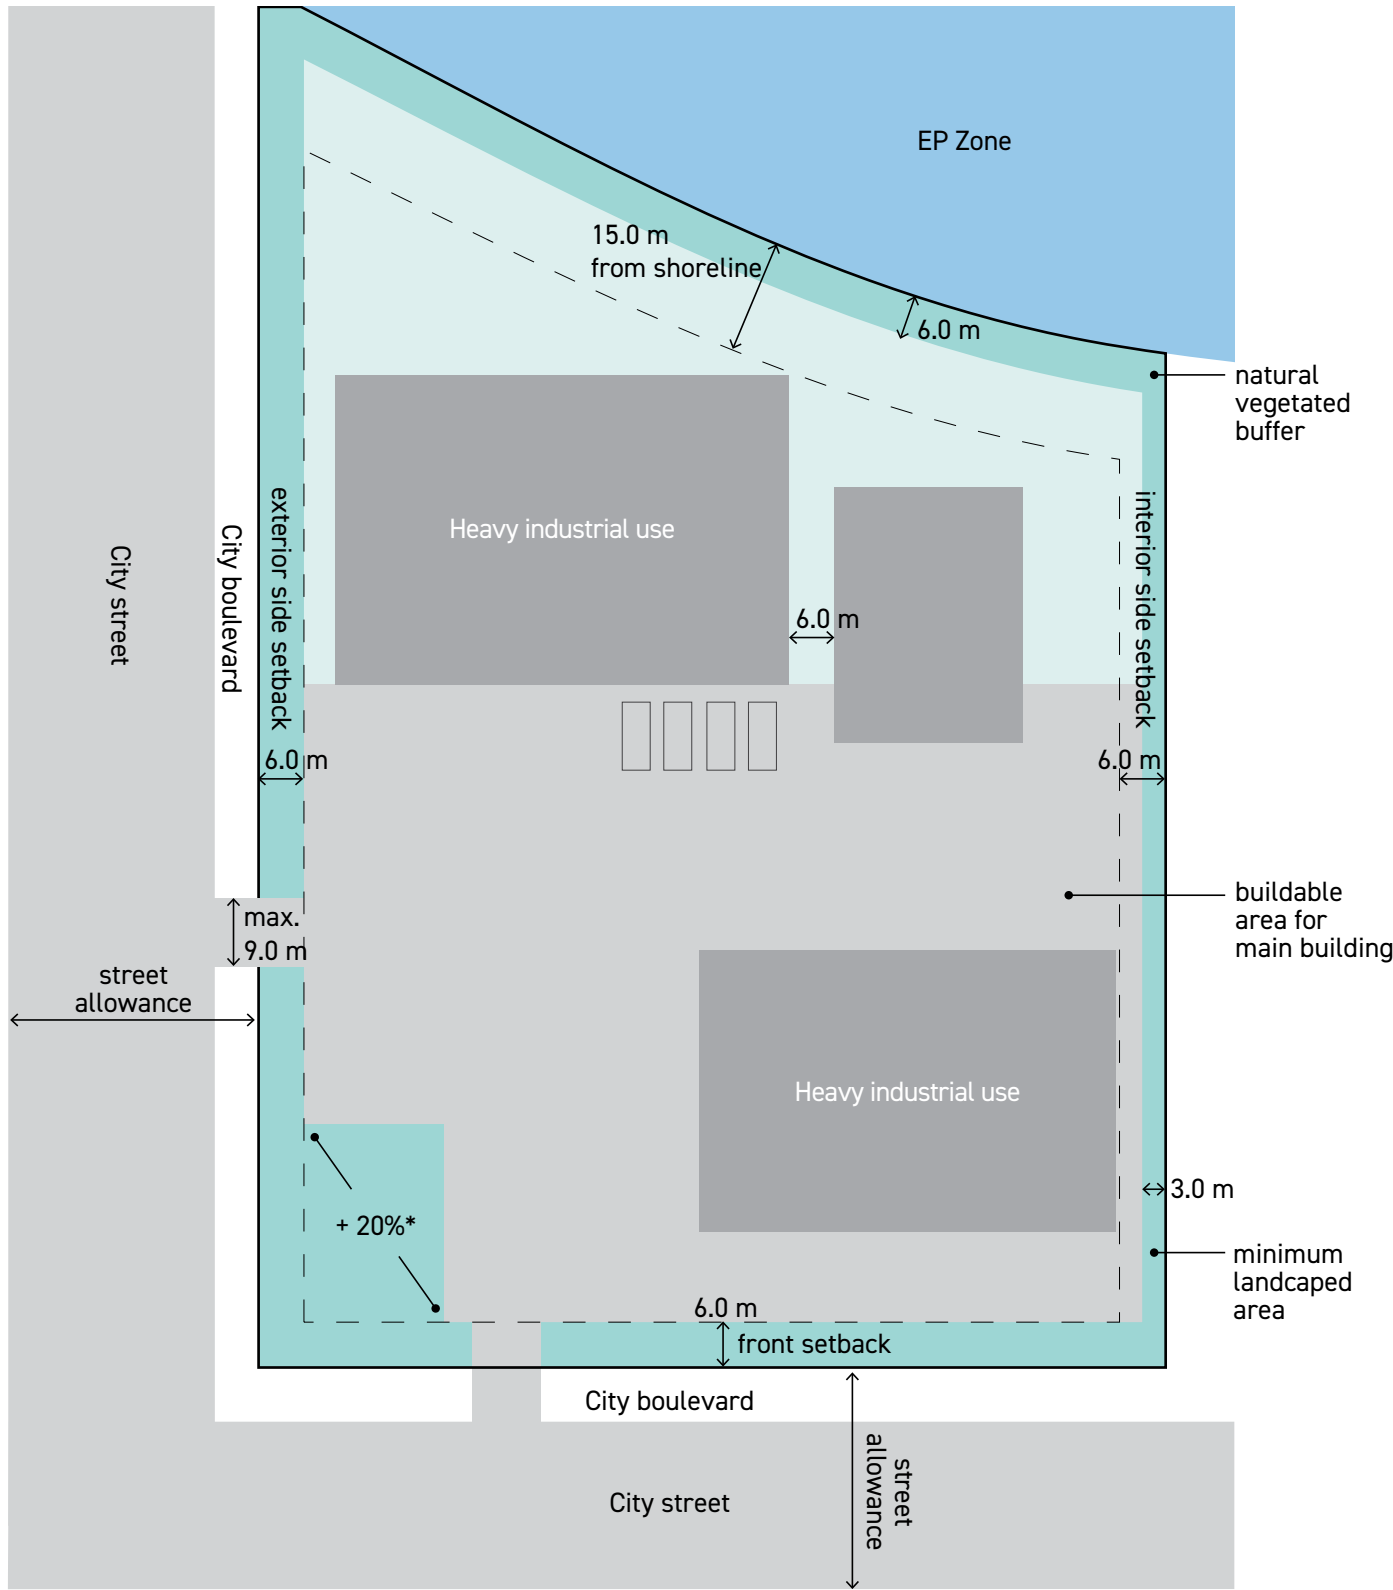 EP Zone
15.0 m
from shoreline
6.0 m
natural
vegetated
buffer
Heavy industrial use
City street
City boulevard
exterior side setback
interior side setback
6.0 m
6.0 m
6.0 m
buildable
area for
main building
max.
9.0 m
street
allowance
Heavy industrial use
3.0 m
+ 20%*
minimum
landcaped
area
6.0 m
front setback
City boulevard
street
allowance
City street